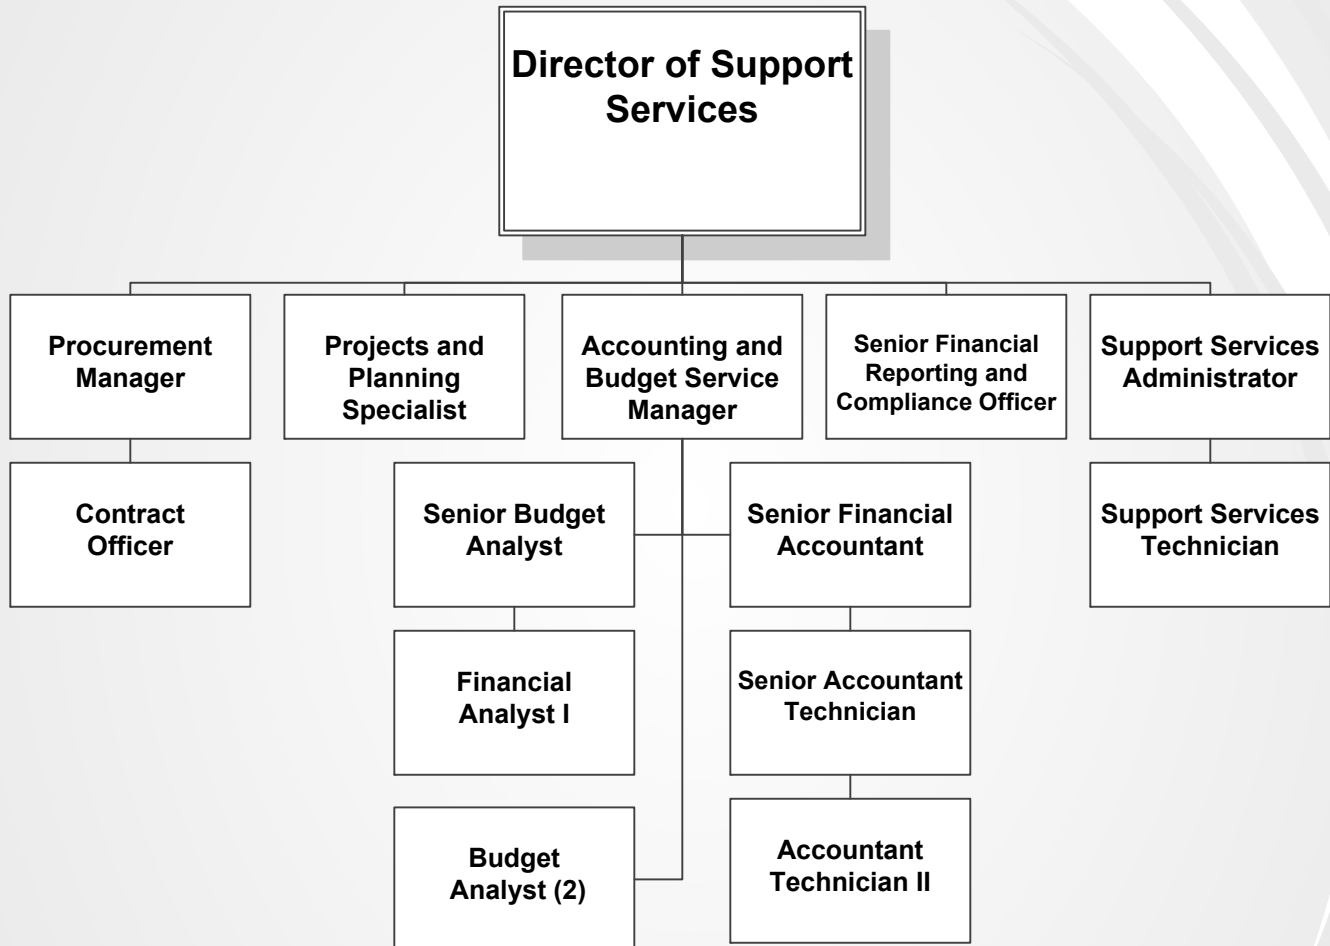 Director of Support
Services
Procurement
Manager
Projects and
Planning
Specialist
Accounting and
Budget Service
Manager
Senior Financial
Reporting and
Compliance Officer
Support Services
Administrator
Contract
Officer
Senior Budget
Analyst
Senior Financial
Accountant
Support Services
Technician
Financial
Analyst I
Senior Accountant
Technician
Budget
Analyst (2)
Accountant
Technician II